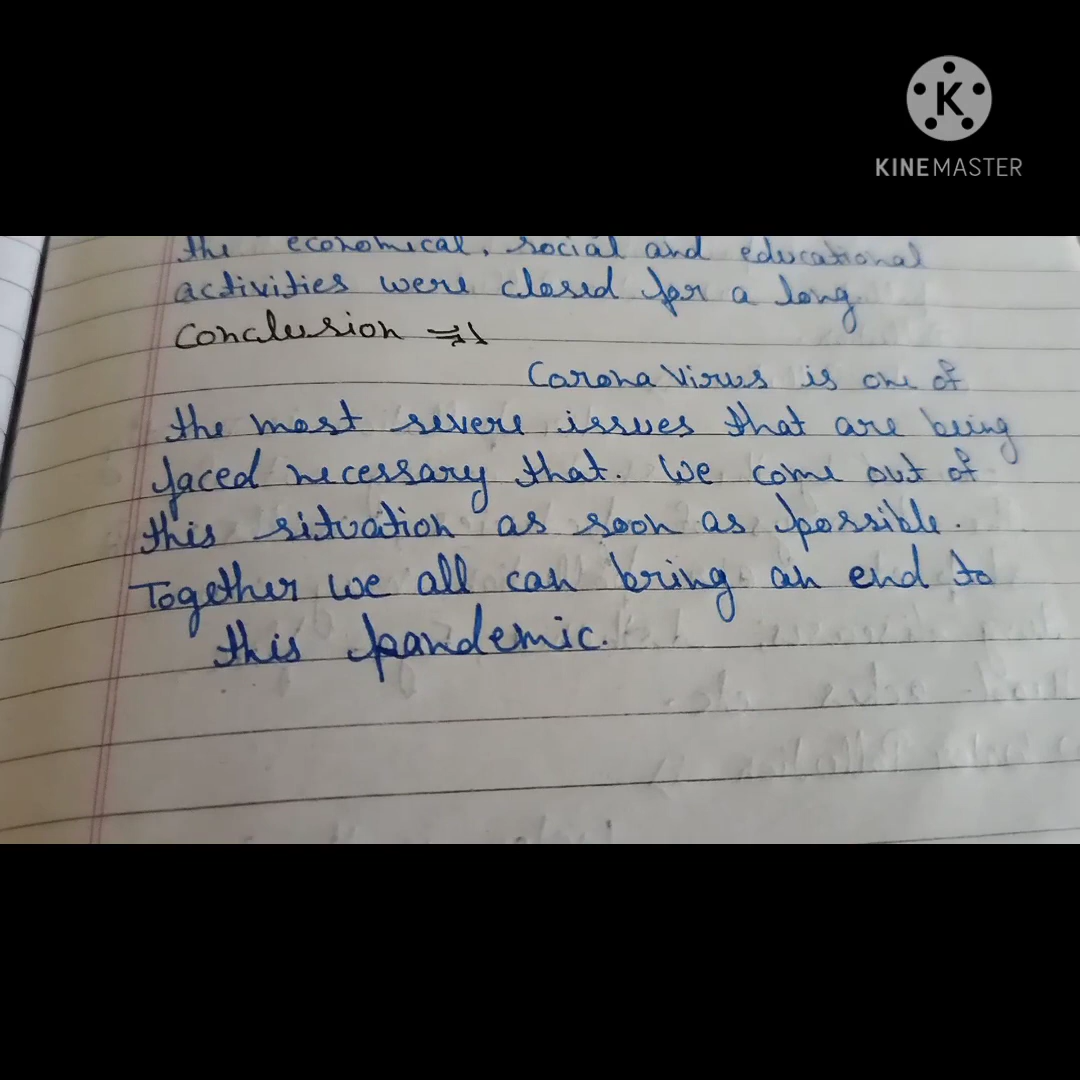 K
KINEMASTER
the economical, social and educational
activities were closed for a long
Conclusion ⇒
Corona Virus is one of
the most severe issues that are being
faced necessary that. We come out of
this situation as soon as possible.
Together we all can bring an end to
this pandemic.